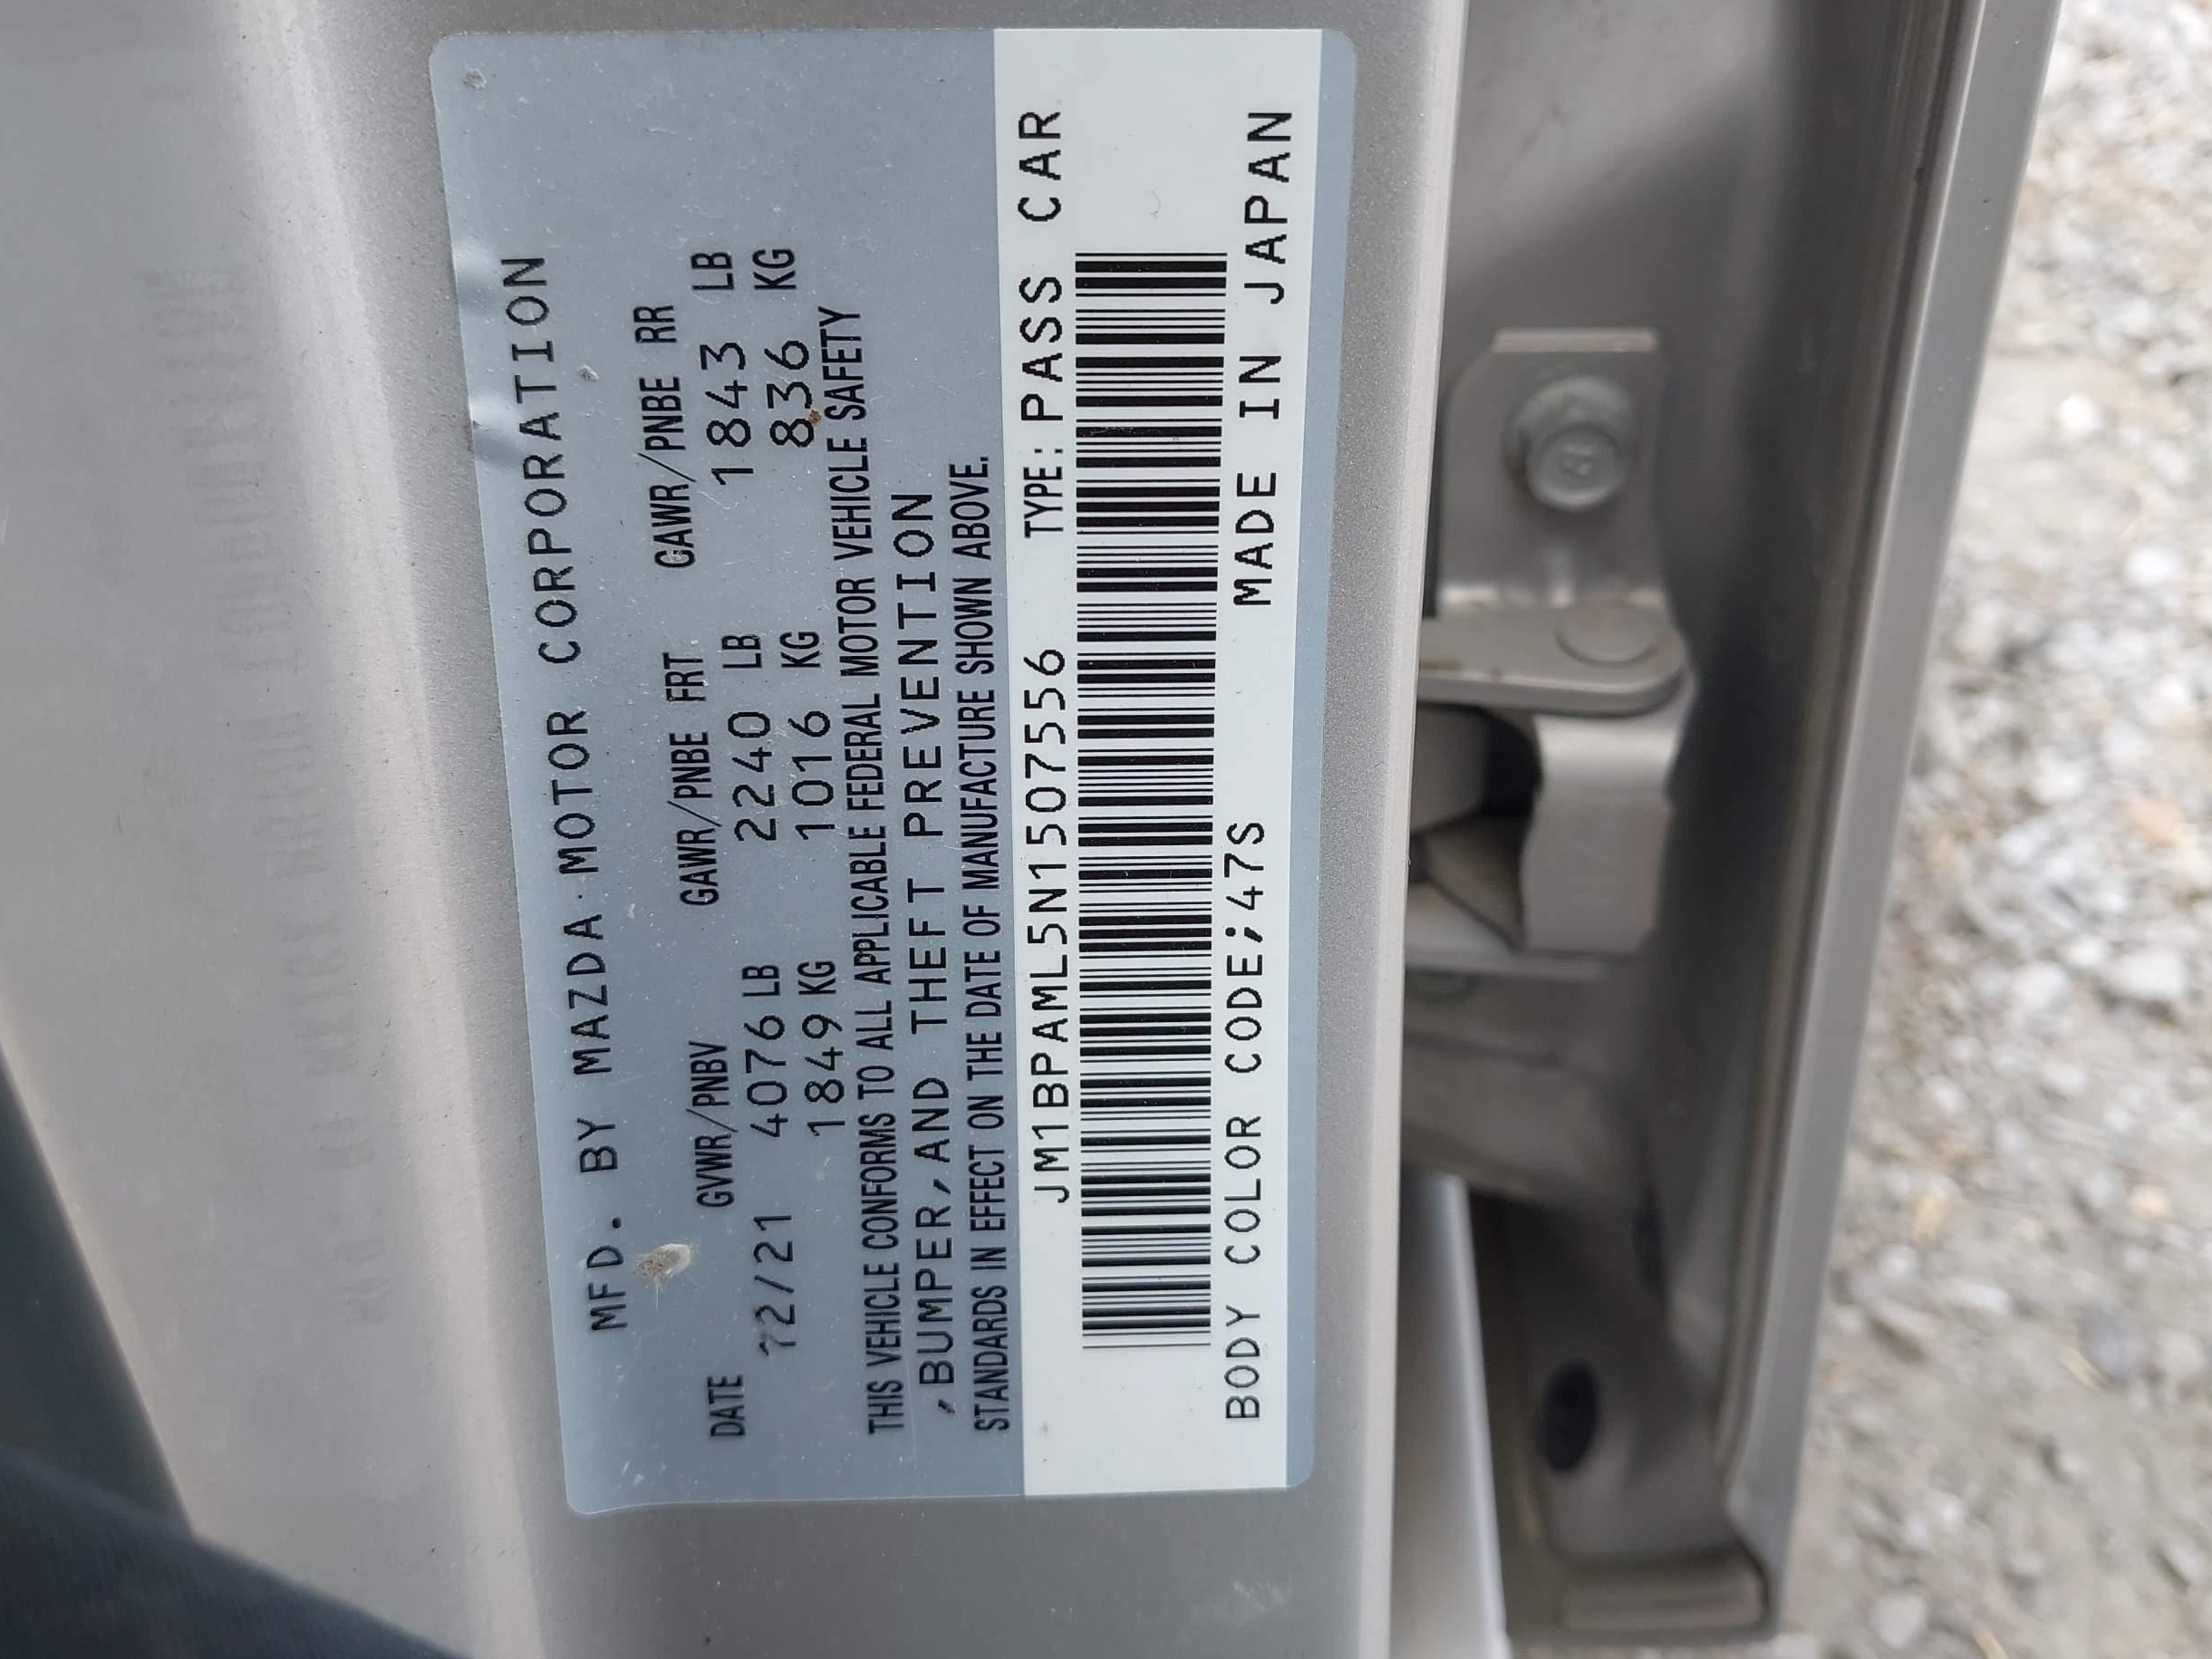 MFD. BY MAZDA MOTOR CORPORATION
DATE GVWR/PNBV GAWR/PNBE FRT GAWR/PNBE RR
12/21 4076 LB 2240 LB 1843 LB
1849 KG 1016 KG 836 KG
THIS VEHICLE CONFORMS TO ALL APPLICABLE FEDERAL MOTOR VEHICLE SAFETY
,BUMPER,AND THEFT PREVENTION
STANDARDS IN EFFECT ON THE DATE OF MANUFACTURE SHOWN ABOVE.
JM1BPAML5N1507556 TYPE: PASS CAR
BODY COLOR CODE;47S MADE IN JAPAN